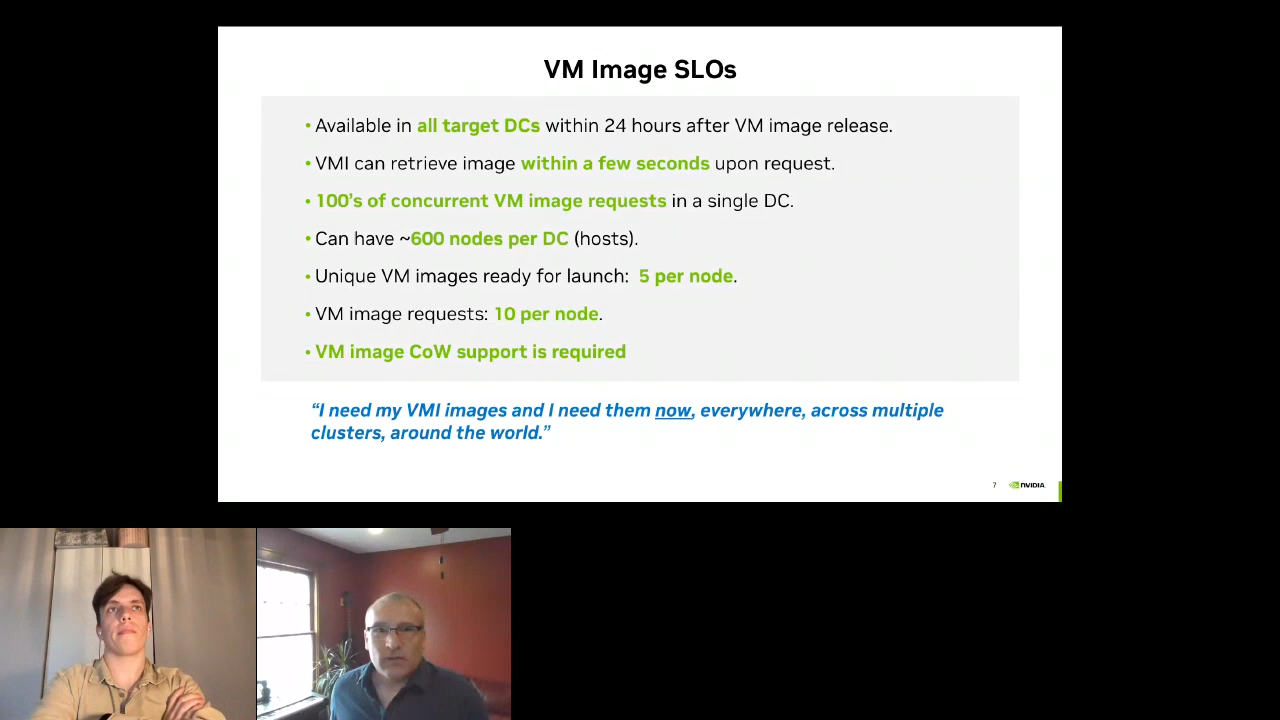 VM Image SLOs
• Available in all target DCs within 24 hours after VM image release.
• VMI can retrieve image within a few seconds upon request.
• 100’s of concurrent VM image requests in a single DC.
• Can have ~600 nodes per DC (hosts).
• Unique VM images ready for launch: 5 per node.
• VM image requests: 10 per node.
• VM image CoW support is required
“I need my VMI images and I need them now, everywhere, across multiple
clusters, around the world.”
7 NVIDIA.